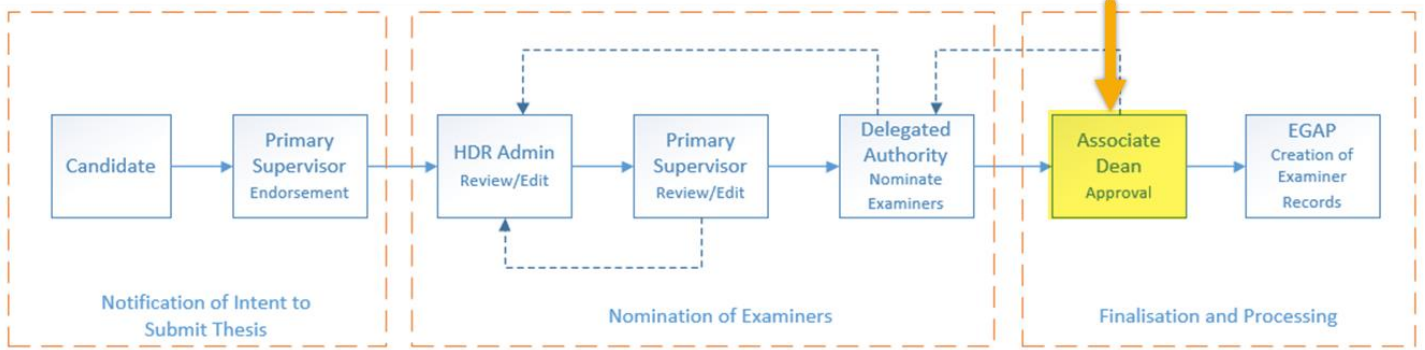 Candidate
Primary
Supervisor
Endorsement
HDR Admin
Review/Edit
Primary
Supervisor
Review/Edit
Delegated
Authority
Nominate
Examiners
Associate
Dean
Approval
EGAP
Creation of
Examiner
Records
Notification of Intent to
Submit Thesis
Nomination of Examiners
Finalisation and Processing